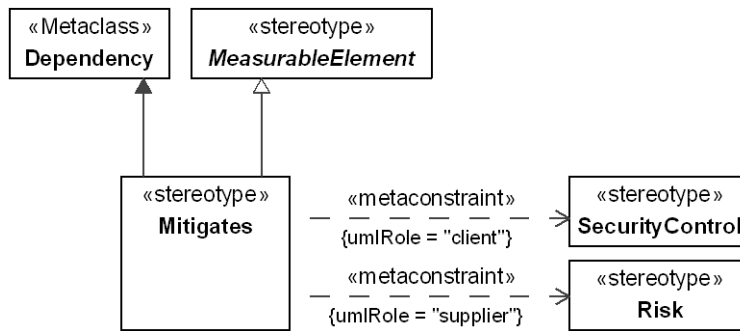 «Metaclass»
Dependency
«stereotype»
MeasurableElement
«stereotype»
Mitigates
«metaconstraint»
{umlRole = "client"}
«stereotype»
SecurityControl
«metaconstraint»
{umlRole = "supplier"}
«stereotype»
Risk